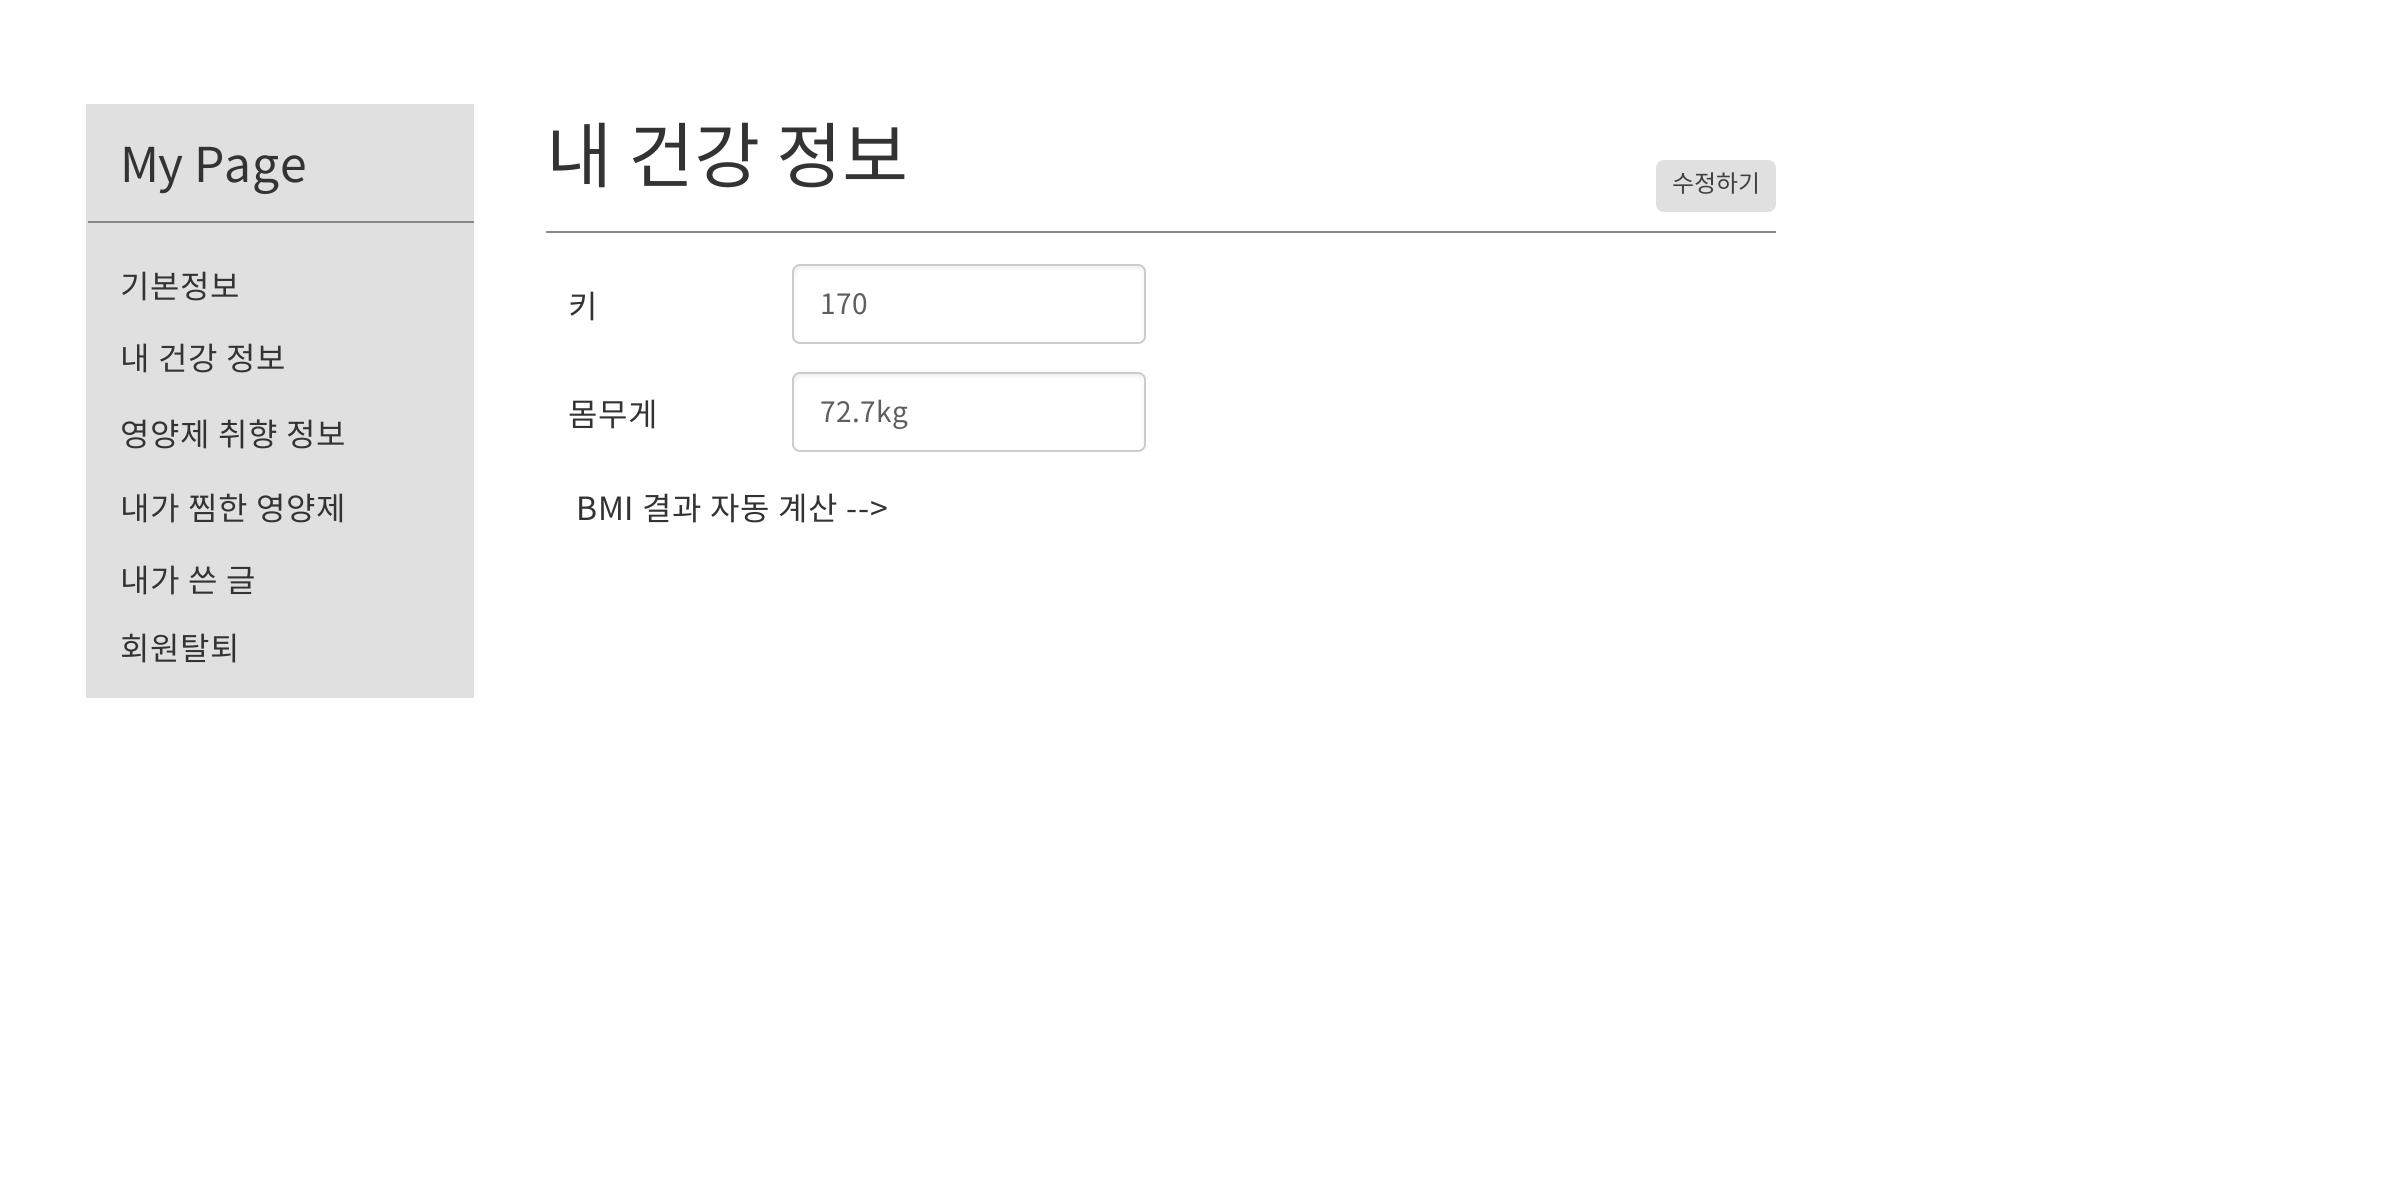 My Page
기본정보
내 건강 정보
영양제 취향 정보
내가 찜한 영양제
내가 쓴 글
회원탈퇴
내 건강 정보
수정하기
키
170
몸무게
72.7kg
BMI 결과 자동 계산 -->